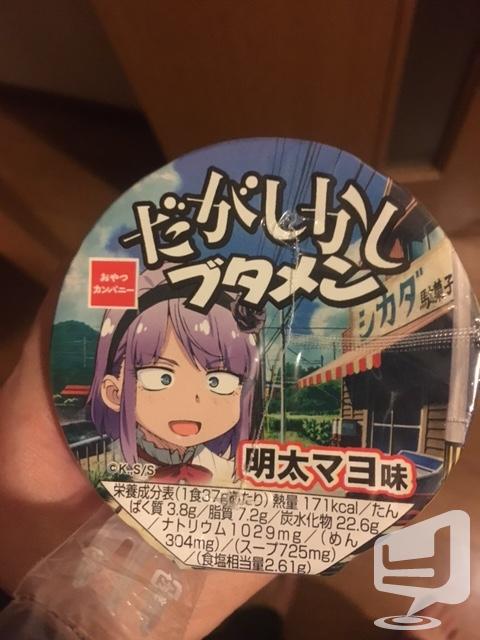 だがしかし
ブタメン
おやつ
カンパニー
シカダ
駄菓子
©K.S/S
明太マヨ味
栄養成分表(1食37gあたり)熱量171kcal/たん
ぱく質3.8g/脂質7.2g/炭水化物22.6g
/ナトリウム1029mg/(めん
304mg)/(スープ725mg)
(食塩相当量2.61g)